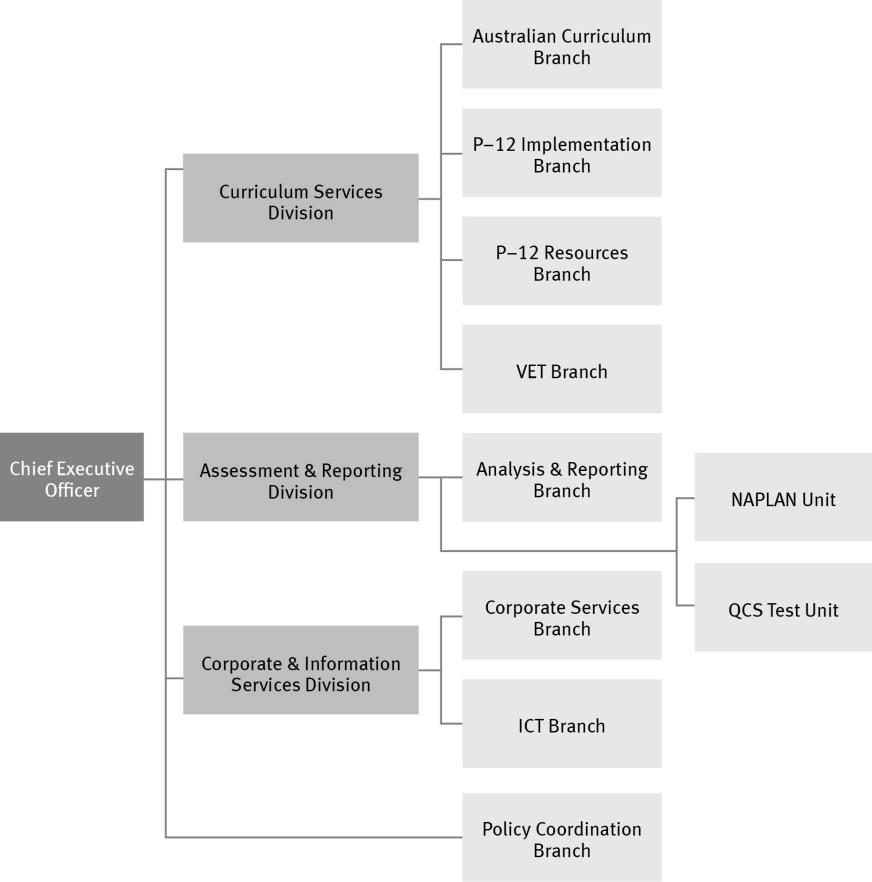 Australian Curriculum
Branch
P–12 Implementation
Branch
Curriculum Services
Division
P–12 Resources
Branch
VET Branch
Chief Executive
Officer
Assessment & Reporting
Division
Analysis & Reporting
Branch
NAPLAN Unit
QCS Test Unit
Corporate Services
Branch
Corporate & Information
Services Division
ICT Branch
Policy Coordination
Branch